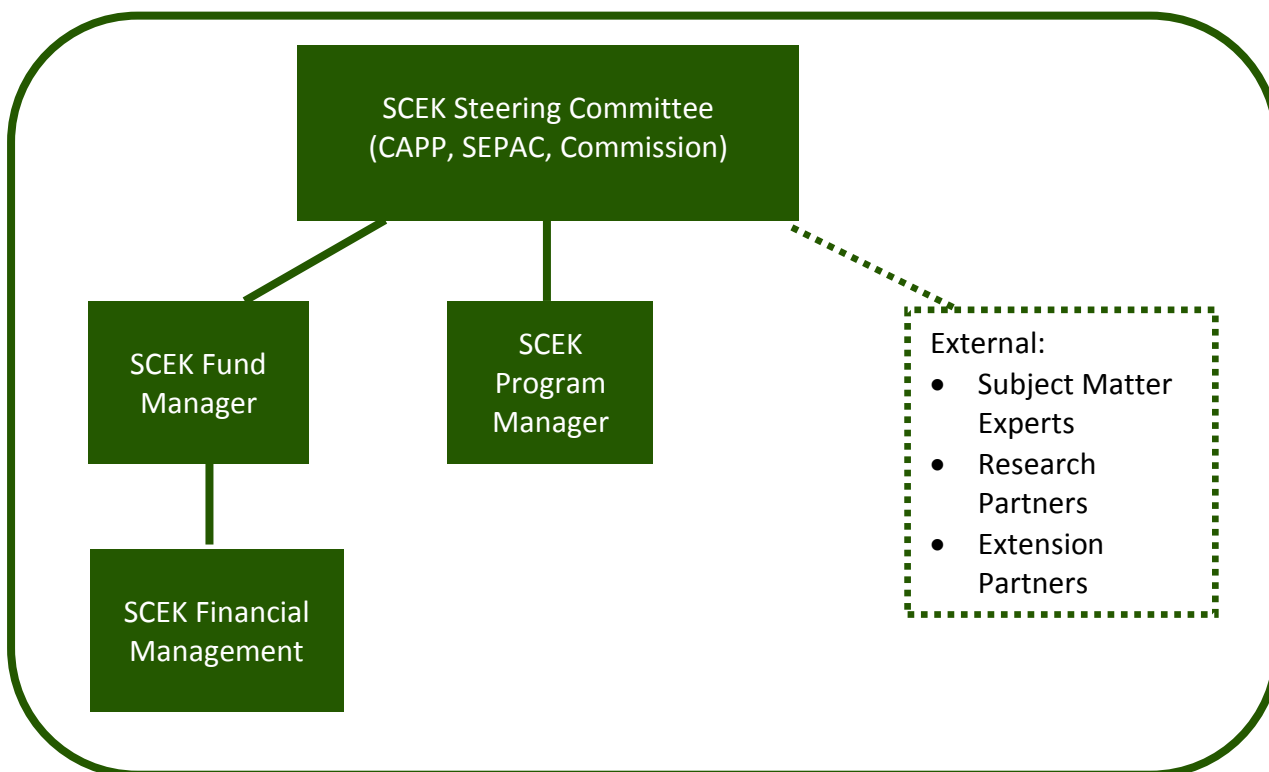 SCEK Steering Committee
(CAPP, SEPAC, Commission)
SCEK Fund
Manager
SCEK
Program
Manager
External:
• Subject Matter
Experts
• Research
Partners
• Extension
Partners
SCEK Financial
Management